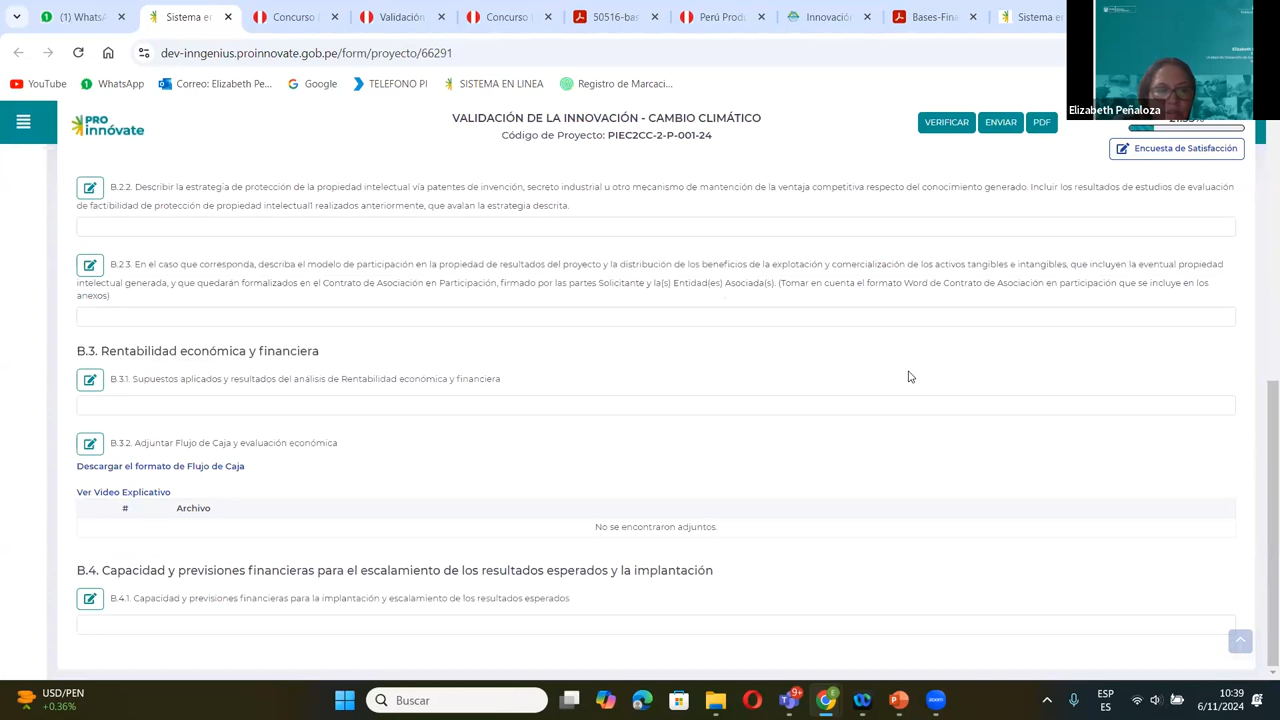 (1) WhatsA
Sistema er
Concurso
Validación
Concurso
50516-ba
Perú Prod
Innovació
Bases-Fin
Sistema en
dev-inngenius.proinnovate.gob.pe/form/proyecto/66291
YouTube
WhatsApp
Correo: Elizabeth Pe...
Google
TELEFONO PI
SISTEMA EN LINEA
Registro de Marcaci...
Elizabeth Peñaloza
PRO
innóvate
VALIDACIÓN DE LA INNOVACIÓN - CAMBIO CLIMÁTICO
Código de Proyecto: PIEC2CC-2-P-001-24
VERIFICAR
ENVIAR
PDF
Encuesta de Satisfacción
B.2.2. Describir la estrategia de protección de la propiedad intelectual vía patentes de invención, secreto industrial u otro mecanismo de mantención de la ventaja competitiva respecto del conocimiento generado. Incluir los resultados de estudios de evaluación
de factibilidad de protección de propiedad intelectual1 realizados anteriormente, que avalan la estrategia descrita.
B.2.3. En el caso que corresponda, describa el modelo de participación en la propiedad de resultados del proyecto y la distribución de los beneficios de la explotación y comercialización de los activos tangibles e intangibles, que incluyen la eventual propiedad
intelectual generada, y que quedarán formalizados en el Contrato de Asociación en Participación, firmado por las partes Solicitante y la(s) Entidad(es) Asociada(s). (Tomar en cuenta el formato Word de Contrato de Asociación en participación que se incluye en los
anexos)
B.3. Rentabilidad económica y financiera
B.3.1. Supuestos aplicados y resultados del análisis de Rentabilidad económica y financiera
B.3.2. Adjuntar Flujo de Caja y evaluación económica
Descargar el formato de Flujo de Caja
Ver Video Explicativo
# Archivo
No se encontraron adjuntos.
B.4. Capacidad y previsiones financieras para el escalamiento de los resultados esperados y la implantación
B.4.1. Capacidad y previsiones financieras para la implantación y escalamiento de los resultados esperados
USD/PEN
+0.36%
Buscar
9+
ESP
ES
10:39
6/11/2024